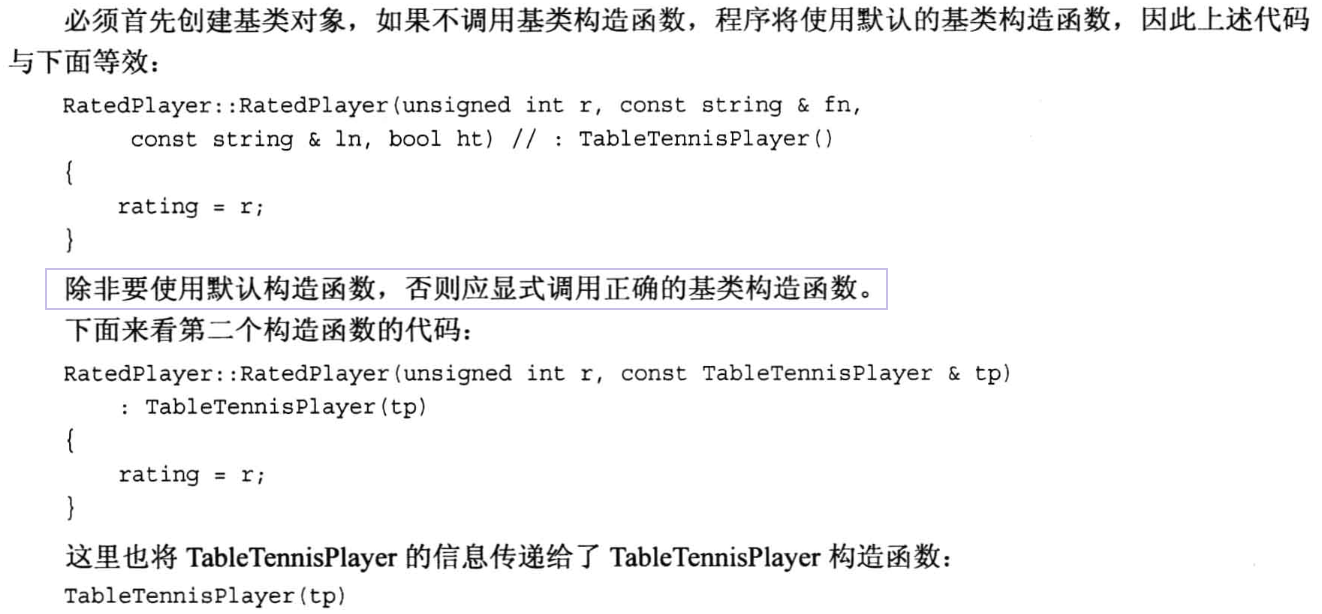 必须首先创建基类对象，如果不调用基类构造函数，程序将使用默认的基类构造函数，因此上述代码
与下面等效：
RatedPlayer::RatedPlayer(unsigned int r, const string & fn,
const string & ln, bool ht) // : TableTennisPlayer()
{
rating = r;
}
除非要使用默认构造函数，否则应显式调用正确的基类构造函数。
下面来看第二个构造函数的代码：
RatedPlayer::RatedPlayer(unsigned int r, const TableTennisPlayer & tp)
: TableTennisPlayer(tp)
{
rating = r;
}
这里也将 TableTennisPlayer 的信息传递给了 TableTennisPlayer 构造函数：
TableTennisPlayer(tp)